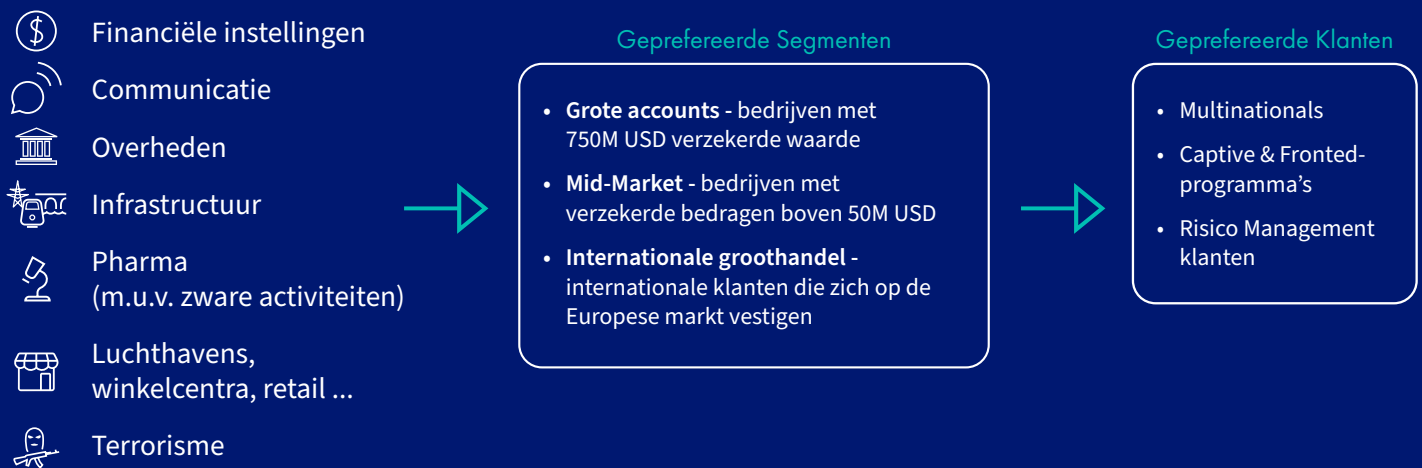 Financiële instellingen
Communicatie
Overheden
Infrastructuur
Pharma
(m.u.v. zware activiteiten)
Luchthavens,
winkelcentra, retail ...
Terrorisme
Geprefereerde Segmenten
• Grote accounts - bedrijven met
750M USD verzekerde waarde
• Mid-Market - bedrijven met
verzekerde bedragen boven 50M USD
• Internationale groothandel -
internationale klanten die zich op de
Europese markt vestigen
Geprefereerde Klanten
• Multinationals
• Captive & Fronted-
programma’s
• Risico Management
klanten